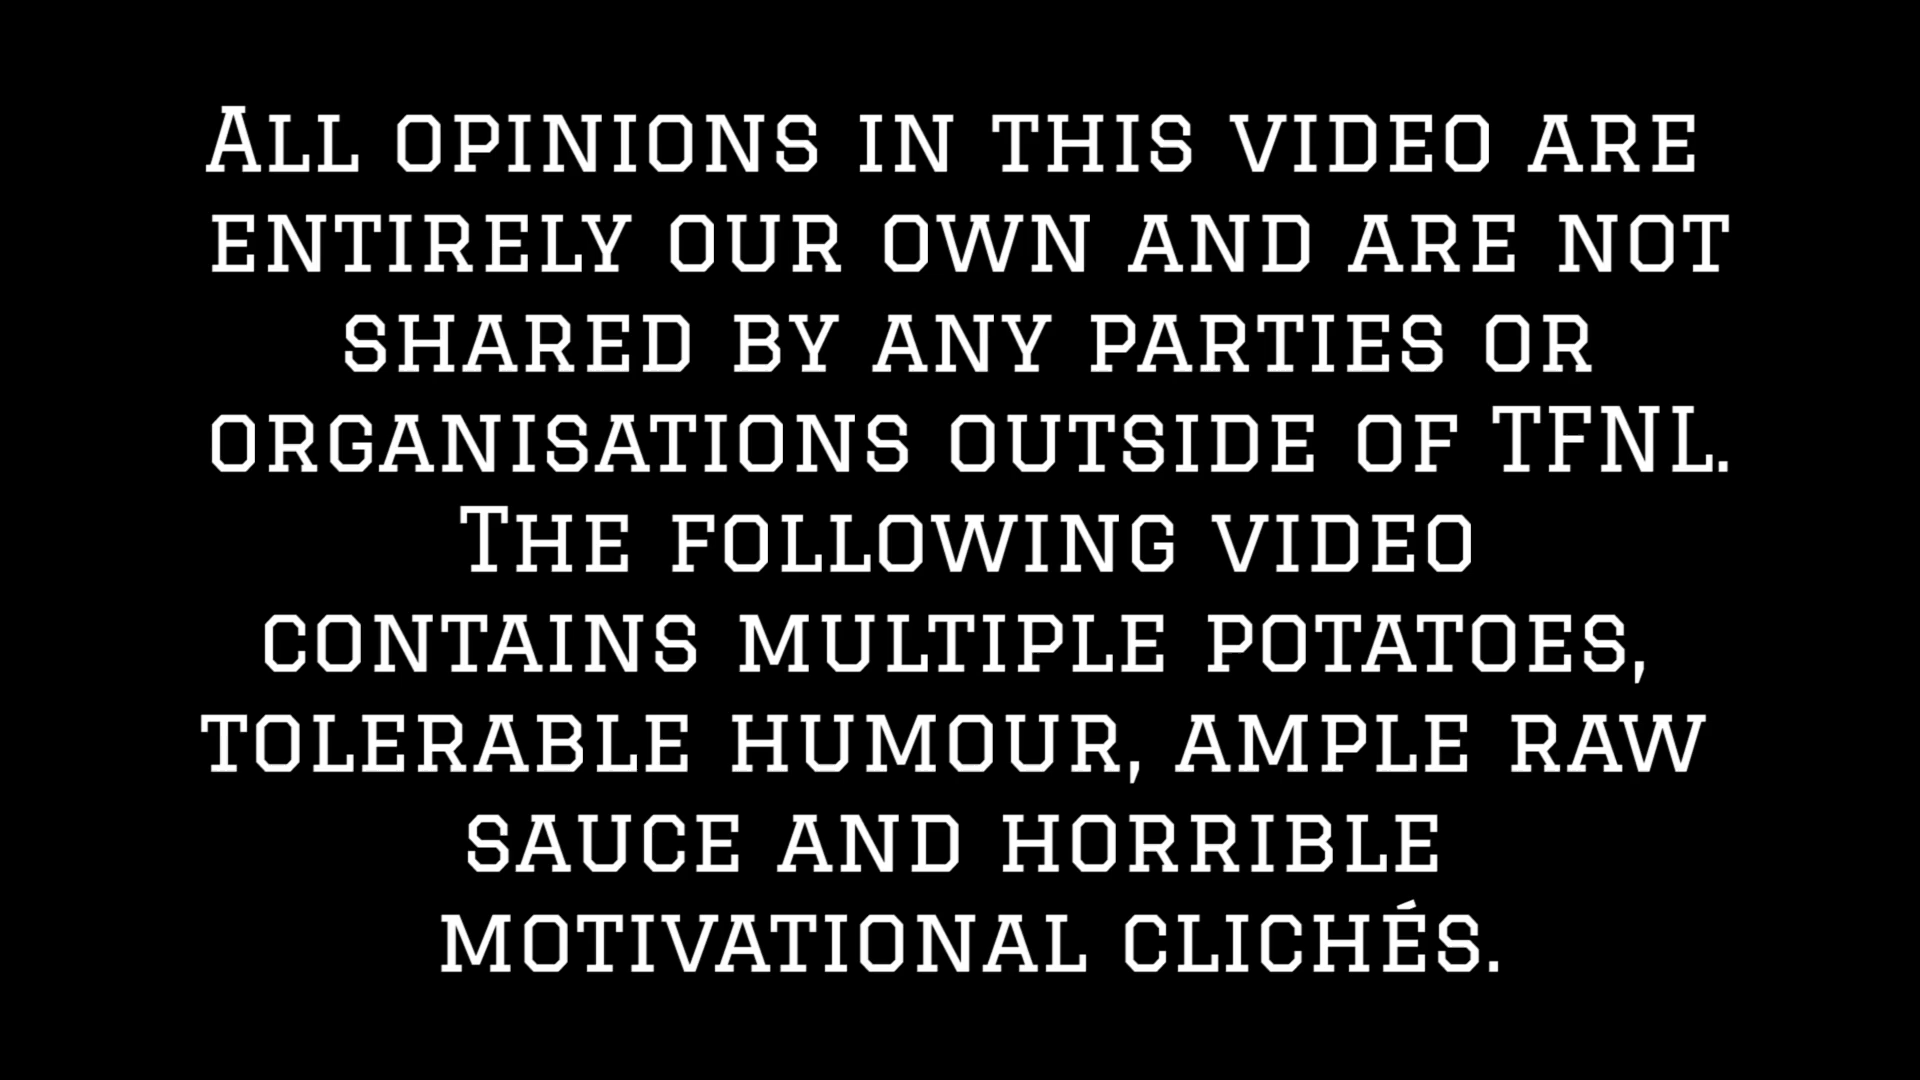 All opinions in this video are
entirely our own and are not
shared by any parties or
organisations outside of TFNL.
The following video
contains multiple potatoes,
tolerable humour, ample raw
sauce and horrible
motivational clichés.